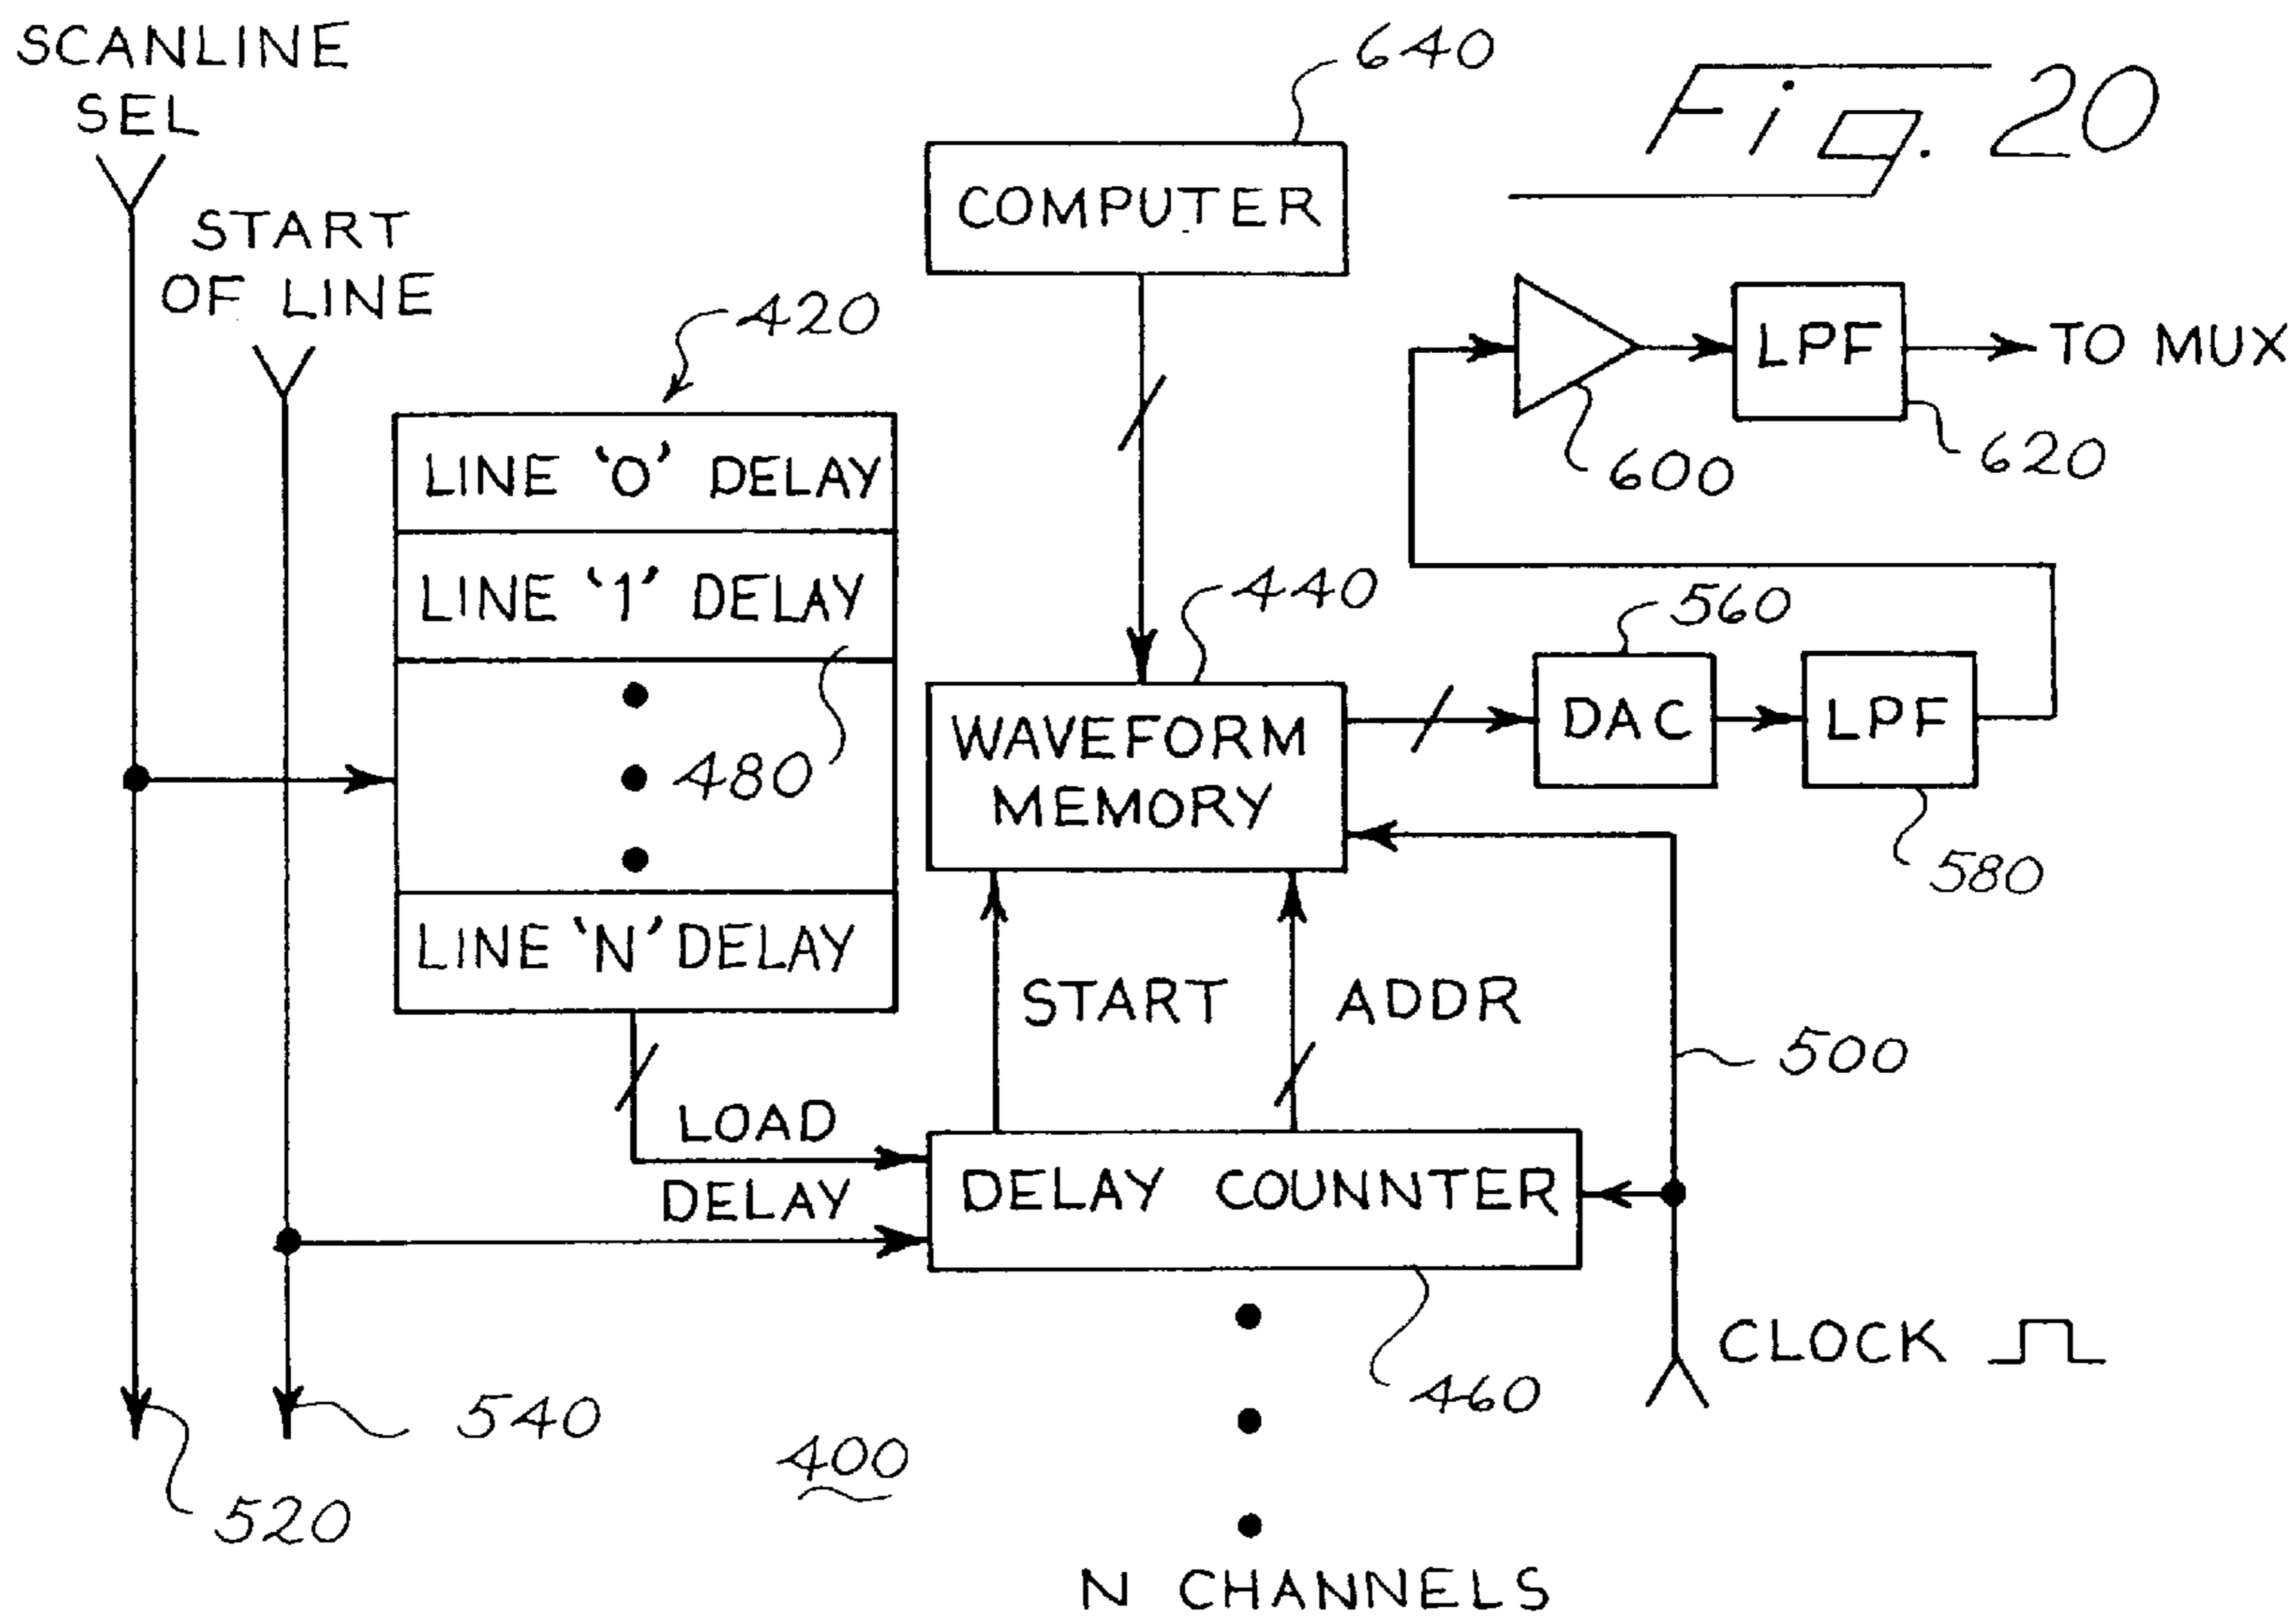 SCANLINE
SEL
START
OF LINE
420
640
COMPUTER
Fig. 20
LINE '0' DELAY
LINE '1' DELAY
480
LINE 'N' DELAY
LPF
TO MUX
600
620
440
560
WAVEFORM
MEMORY
DAC
LPF
580
START
ADDR
500
LOAD
DELAY
DELAY COUNNTER
CLOCK
460
540
400
520
N CHANNELS